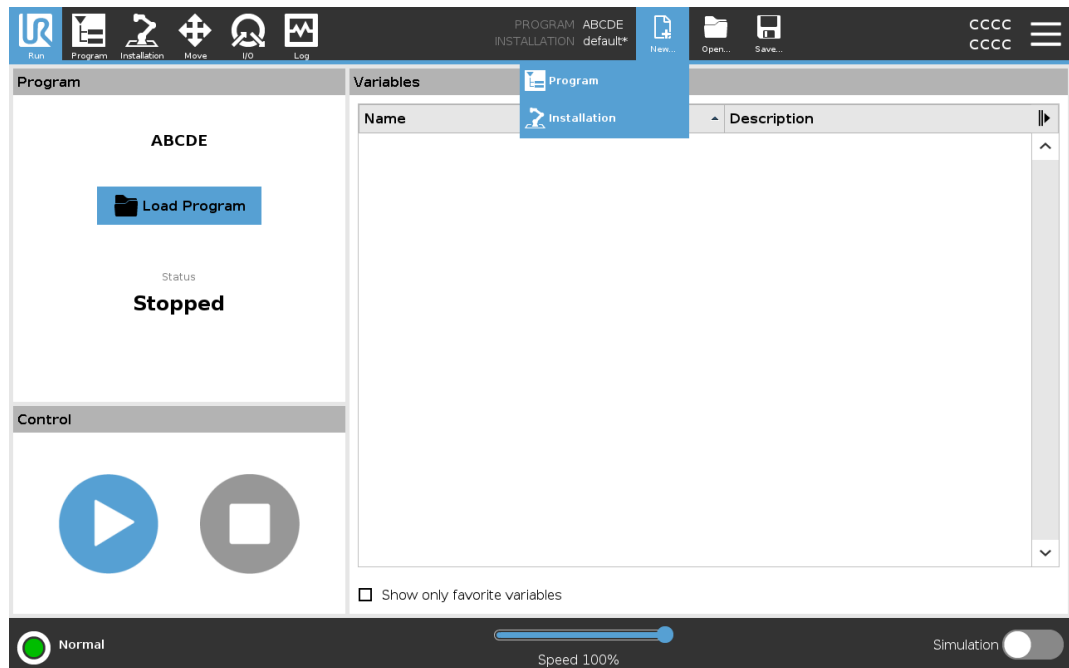 PROGRAM ABCDE
INSTALLATION default*
CCCC
CCCC
Run Program Installation Move I/O Log New... Open... Save...
Program
Variables
Program
Installation
Name Description
ABCDE
Load Program
Status
Stopped
Control
Show only favorite variables
Normal
Speed 100%
Simulation